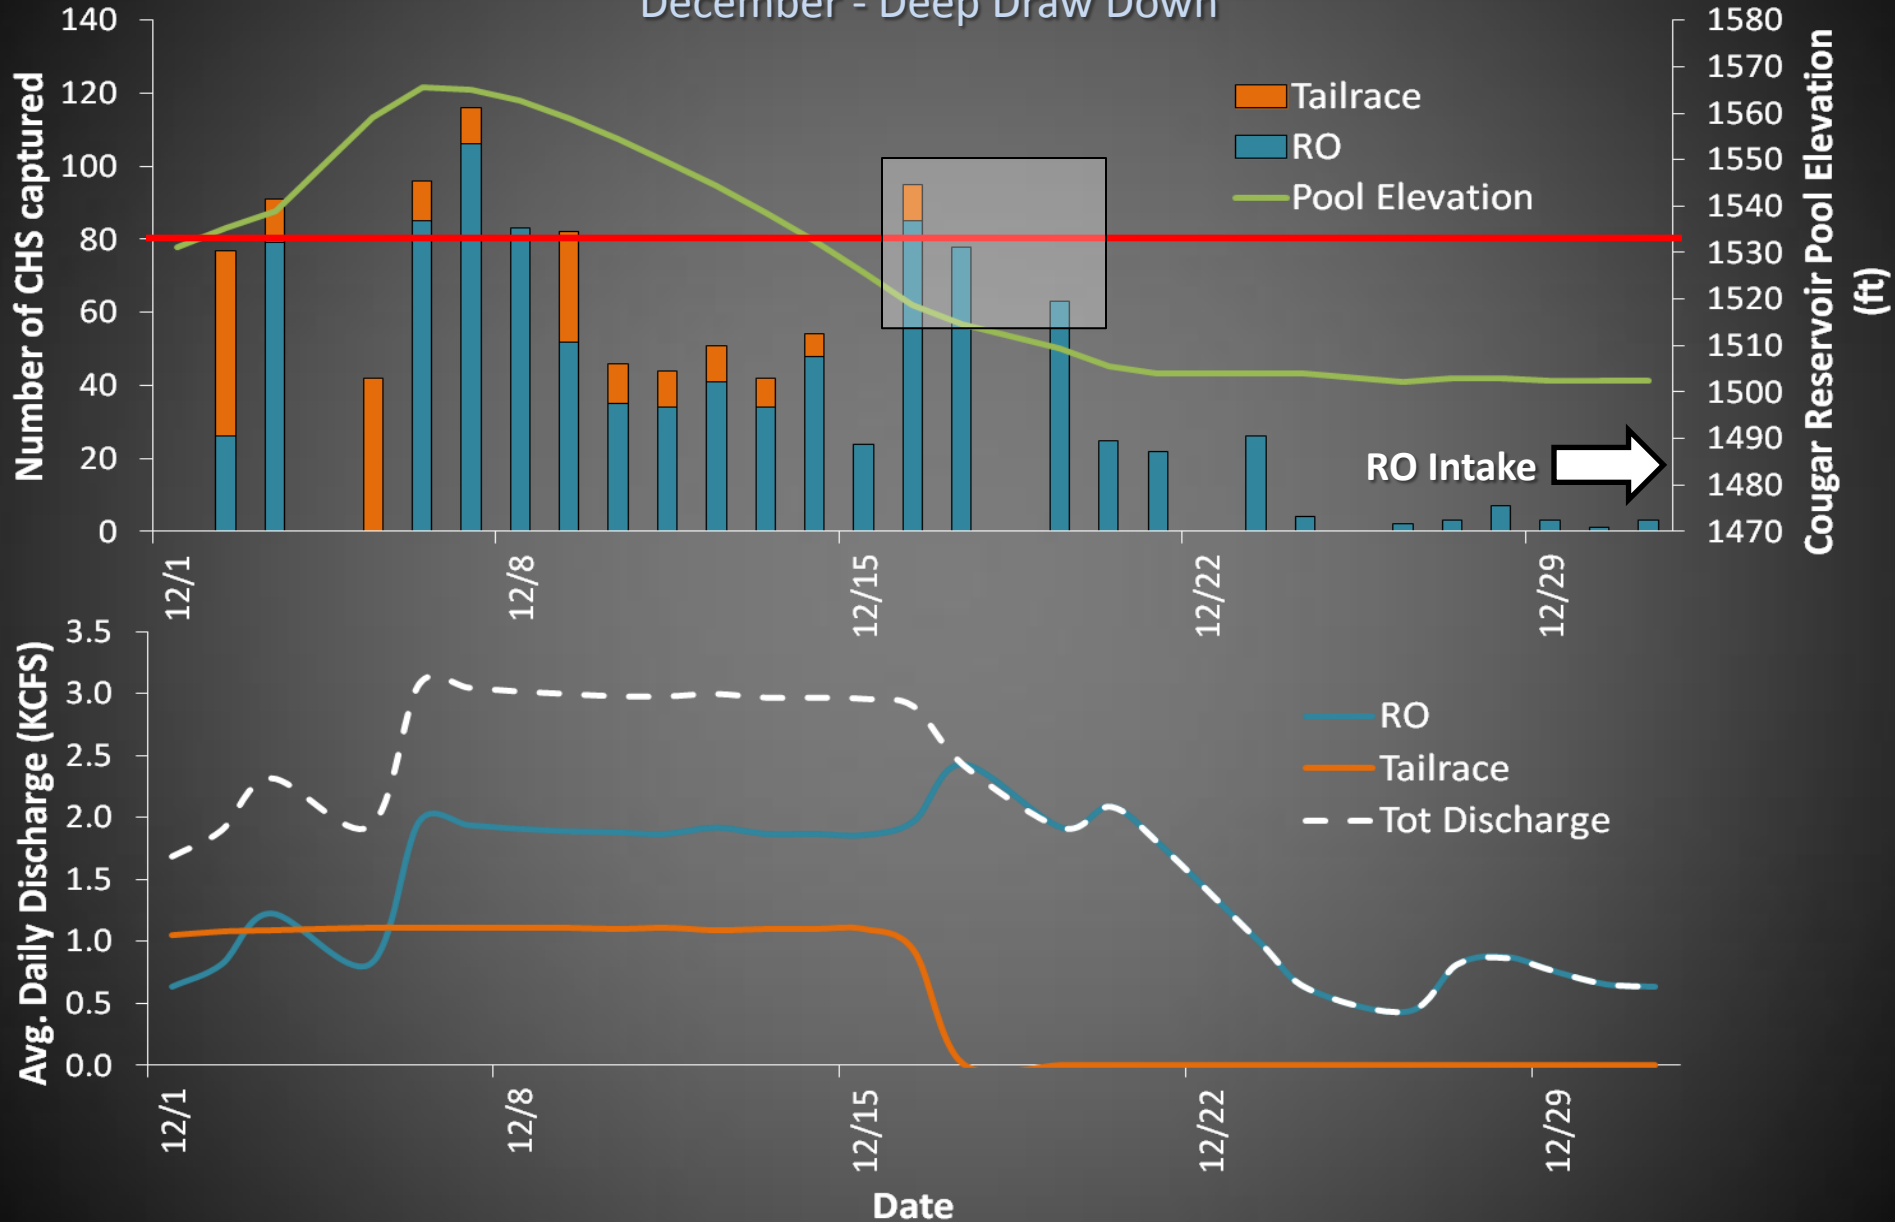 December - Deep Draw Down
140
120
100
80
60
40
20
0
Number of CHS captured
1580
1570
1560
1550
1540
1530
1520
1510
1500
1490
1480
1470
Cougar Reservoir Pool Elevation
(ft)
Tailrace
RO
Pool Elevation
RO Intake
12/1
12/8
12/15
12/22
12/29
3.5
3.0
2.5
2.0
1.5
1.0
0.5
0.0
Avg. Daily Discharge (KCFS)
RO
Tailrace
Tot Discharge
12/1
12/8
12/15
12/22
12/29
Date